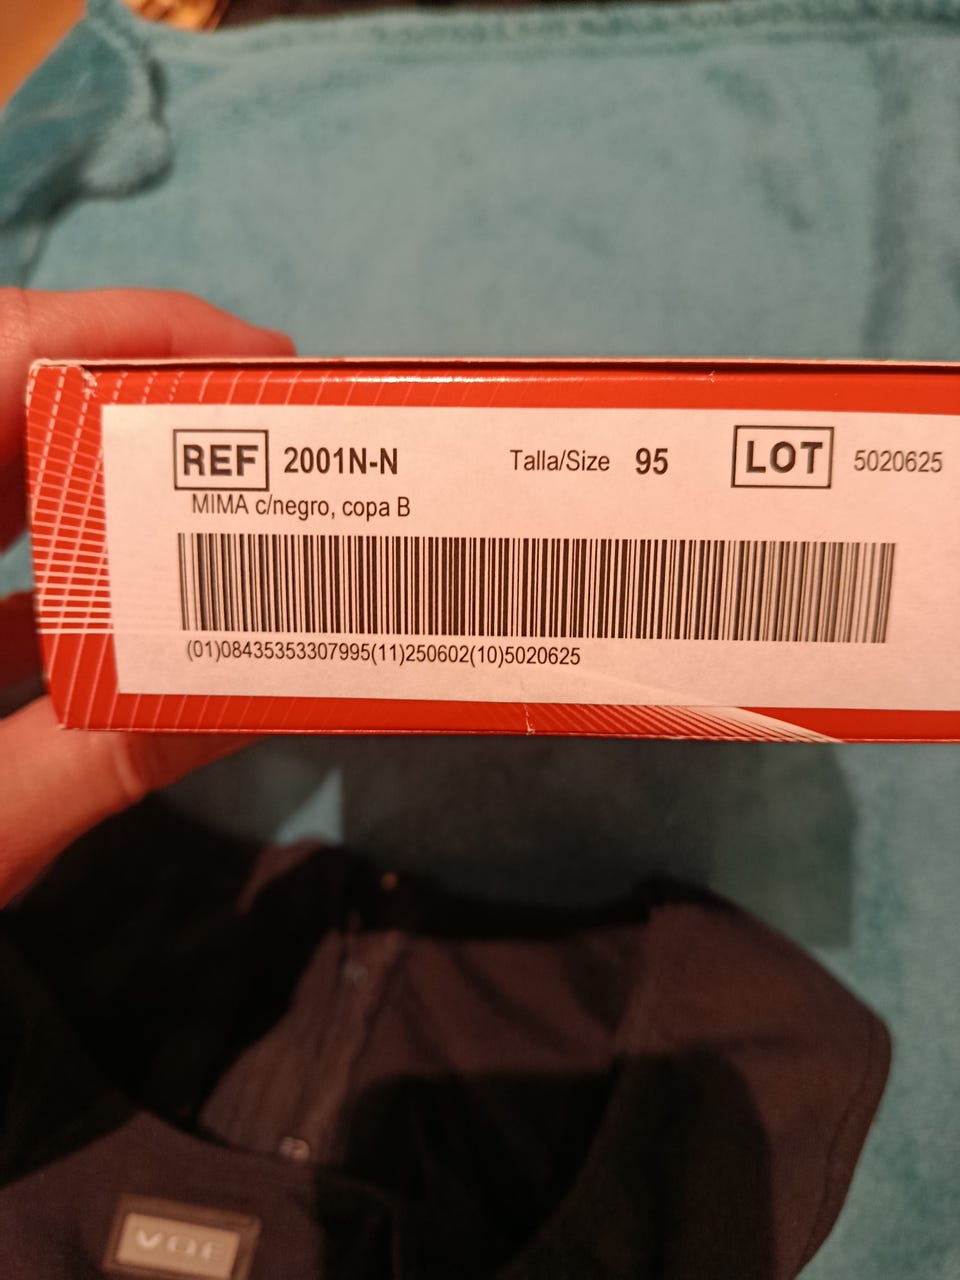 REF 2001N-N Talla/Size 95 LOT 5020625
MIMA c/negro, copa B
(01)08435353307995(11)250602(10)5020625